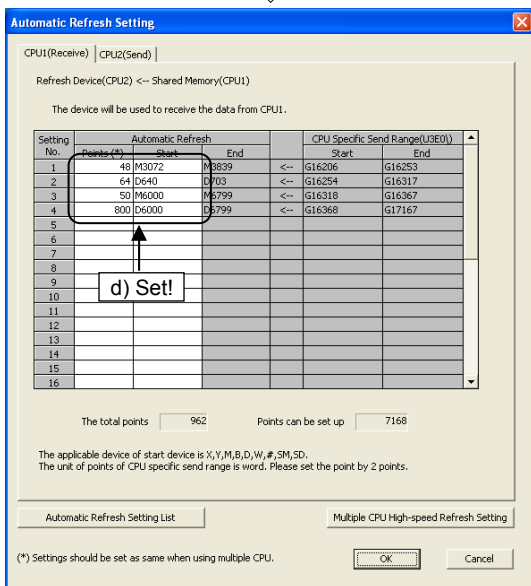 Automatic Refresh Setting
CPU1(Receive) CPU2(Send)
Refresh Device(CPU2) <-- Shared Memory(CPU1)
The device will be used to receive the data from CPU1.
Setting No. Automatic Refresh CPU Specific Send Range(U3E0\)
Points (*) Start End Start End
1 48 M3072 M3839 <-- G16206 G16253
2 64 D640 D703 <-- G16254 G16317
3 50 M6000 M6799 <-- G16318 G16367
4 800 D6000 D6799 <-- G16368 G17167
5
6
7
8
9
10
11
12
13
14
15
16
d) Set!
The total points 962 Points can be set up 7168
The applicable device of start device is X,Y,M,B,D,W,#,SM,SD.
The unit of points of CPU specific send range is word. Please set the point by 2 points.
Automatic Refresh Setting List Multiple CPU High-speed Refresh Setting
(*) Settings should be set as same when using multiple CPU. OK Cancel